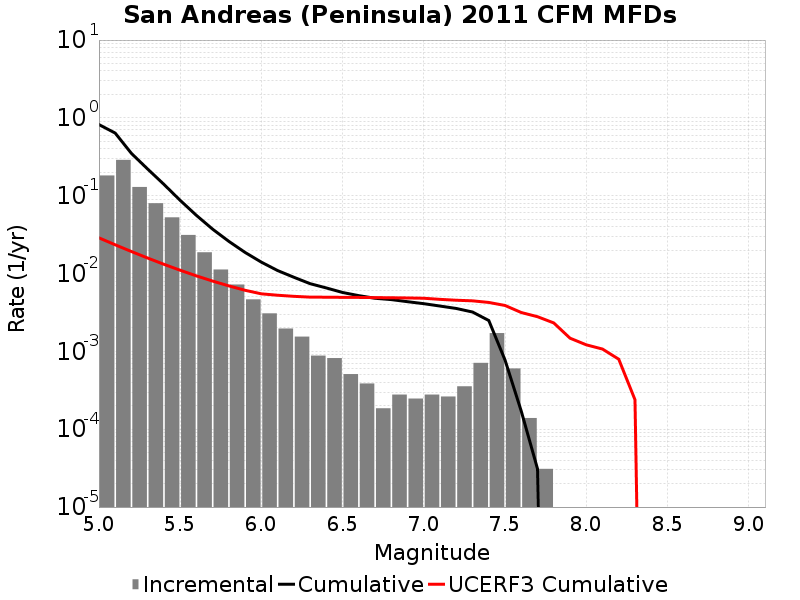 San Andreas (Peninsula) 2011 CFM MFDs
10^1
10^0
10^-1
10^-2
10^-3
10^-4
10^-5
Rate (1/yr)
5.0 5.5 6.0 6.5 7.0 7.5 8.0 8.5 9.0
Magnitude
Incremental Cumulative UCERF3 Cumulative